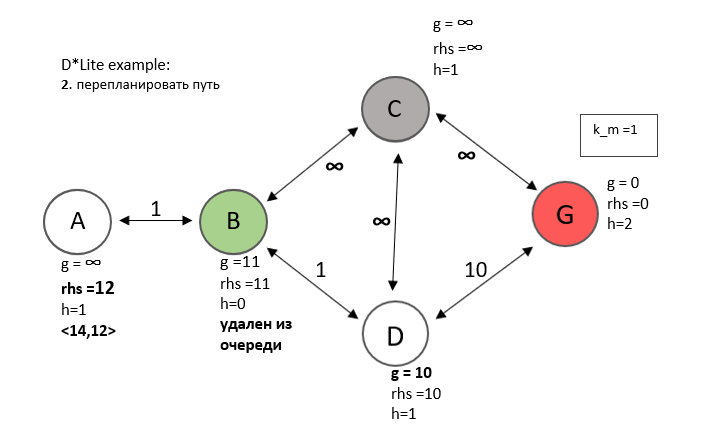 D*Lite example:
2. перепланировать путь
g = ∞
rhs =∞
h=1
C
k_m =1
∞
∞
g = 0
rhs =0
h=2
G
A
1
B
∞
g = ∞
rhs =12
h=1
<14,12>
g =11
rhs =11
h=0
удален из
очереди
1
10
D
g = 10
rhs =10
h=1